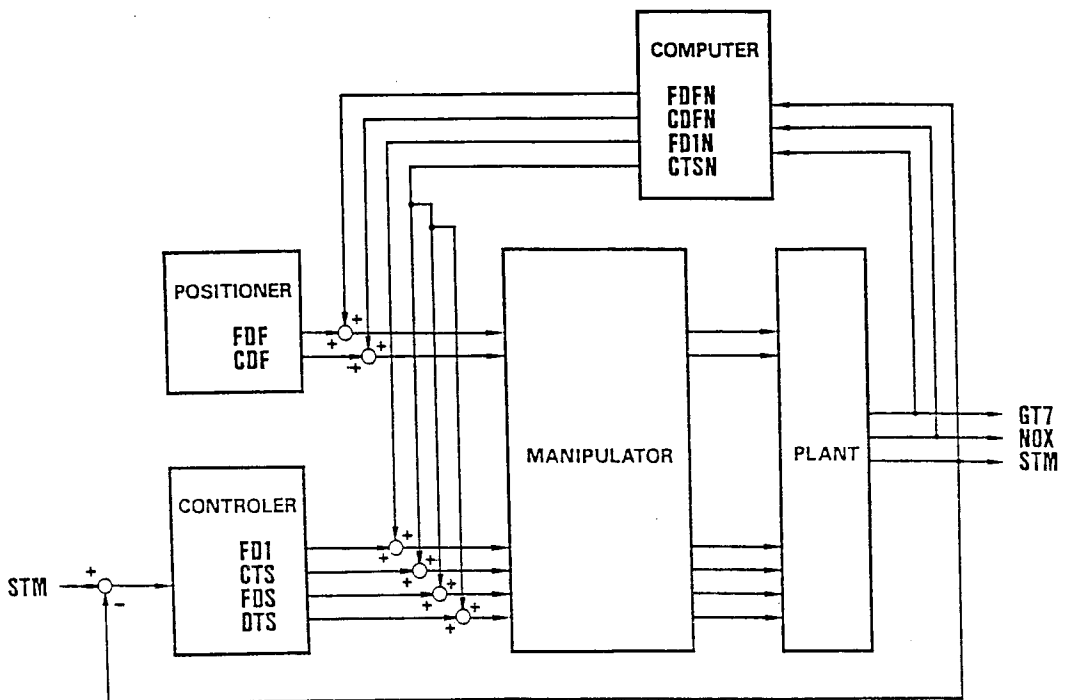 COMPUTER
FDFN
CDFN
FD1N
CTSN
POSITIONER
FDF
CDF
+
+
+
-+
MANIPULATOR
PLANT
GT7
NOX
STM
CONTROLER
FD1
CTS
FDS
DTS
STM
+
-
+
+
+
+
+
+
+
+